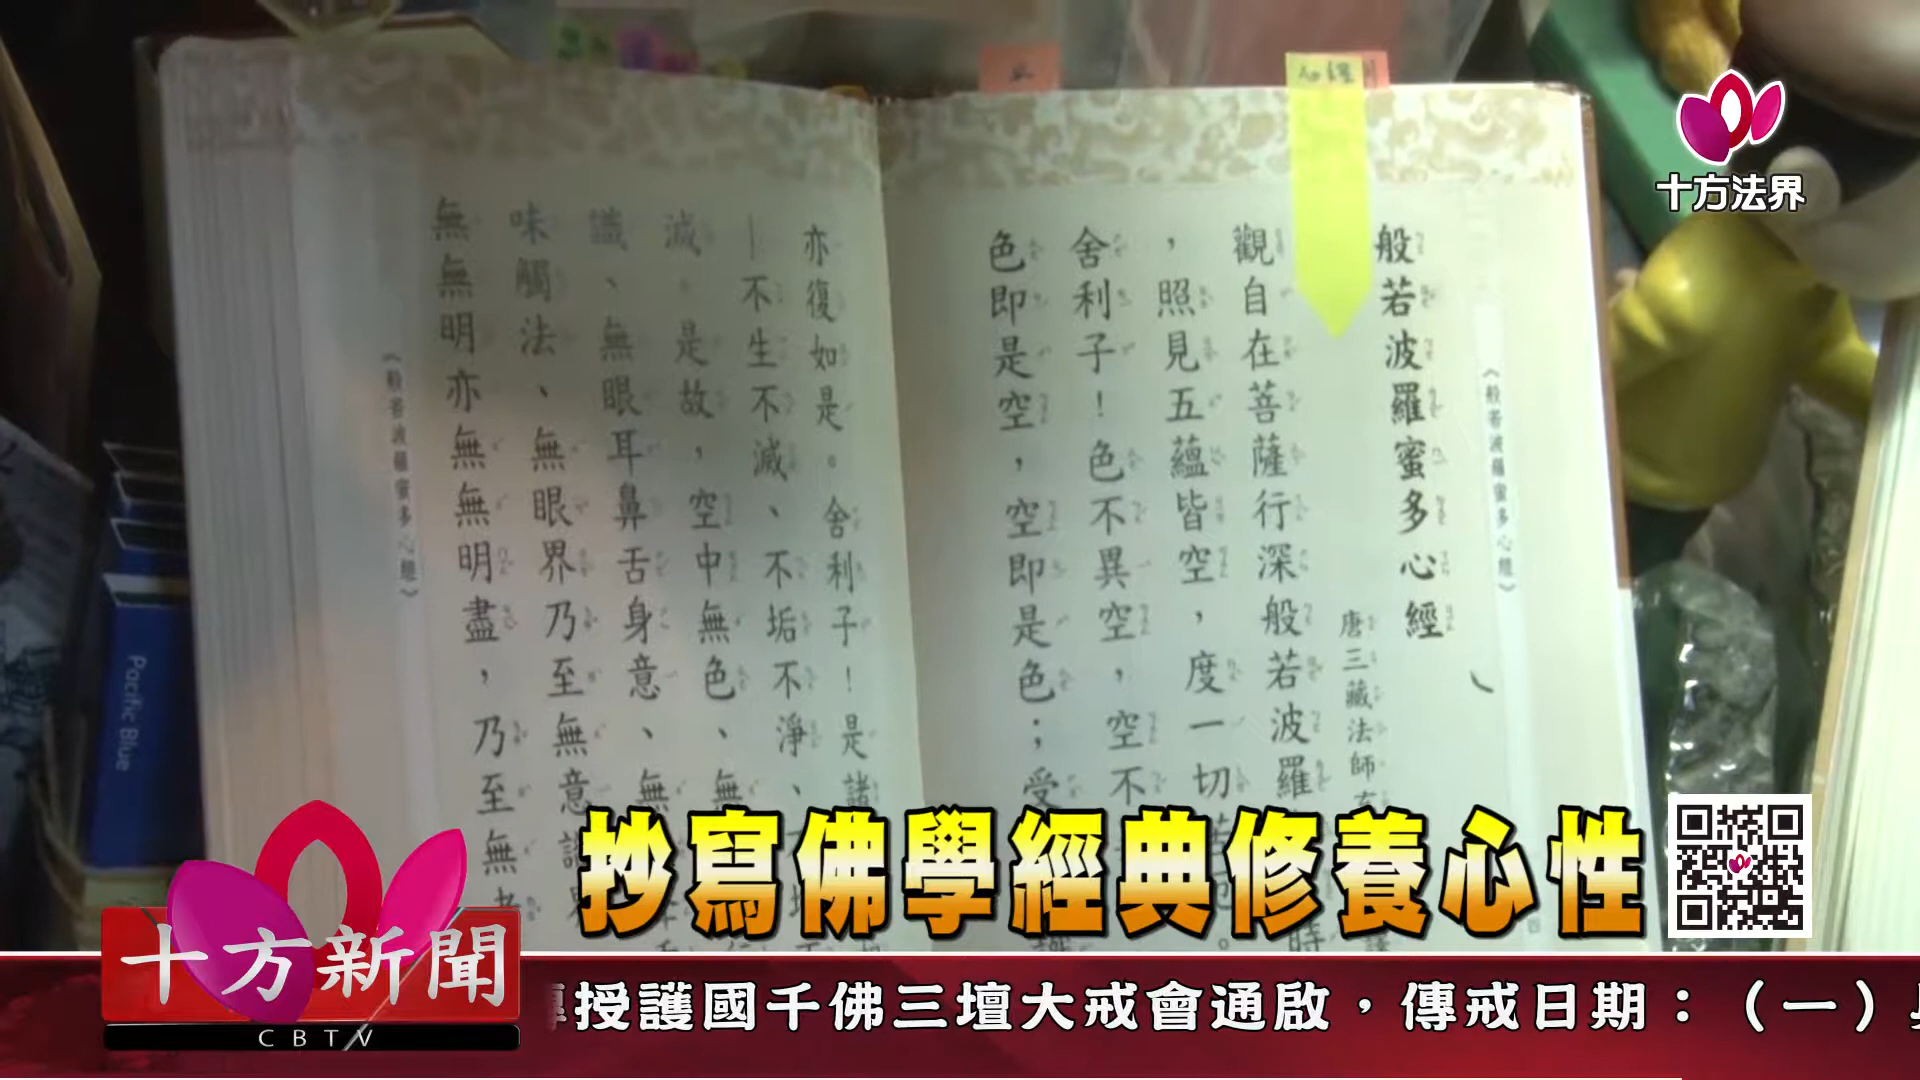 十方法界
心經
《般若波羅蜜多心經》
般若波羅蜜多心經
唐三藏法師
觀自在菩薩行深般若波羅
時
，照見五蘊皆空，度一切
舍利子！色不異空，空不
色即是空，空即是色；受
亦復如是。舍利子！是諸
｜不生不滅、不垢不淨、
滅。是故，空中無色、無
識、無眼耳鼻舌身意、無
味觸法、無眼界乃至無意
無無明亦無無明盡，乃至無
《般若波羅蜜多心經》
Pacific Blue
抄寫佛學經典修養心性
十方新聞
CBTV
授護國千佛三壇大戒會通啟，傳戒日期：（一）